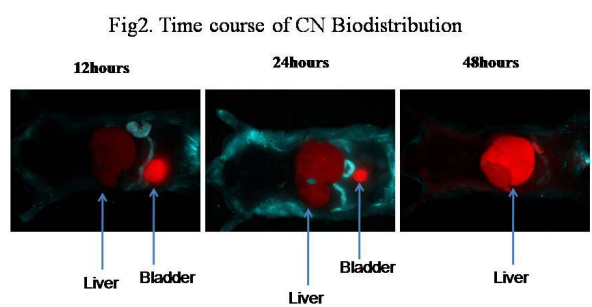 Fig2. Time course of CN Biodistribution
12hours
24hours
48hours
Liver
Bladder
Liver
Bladder
Liver